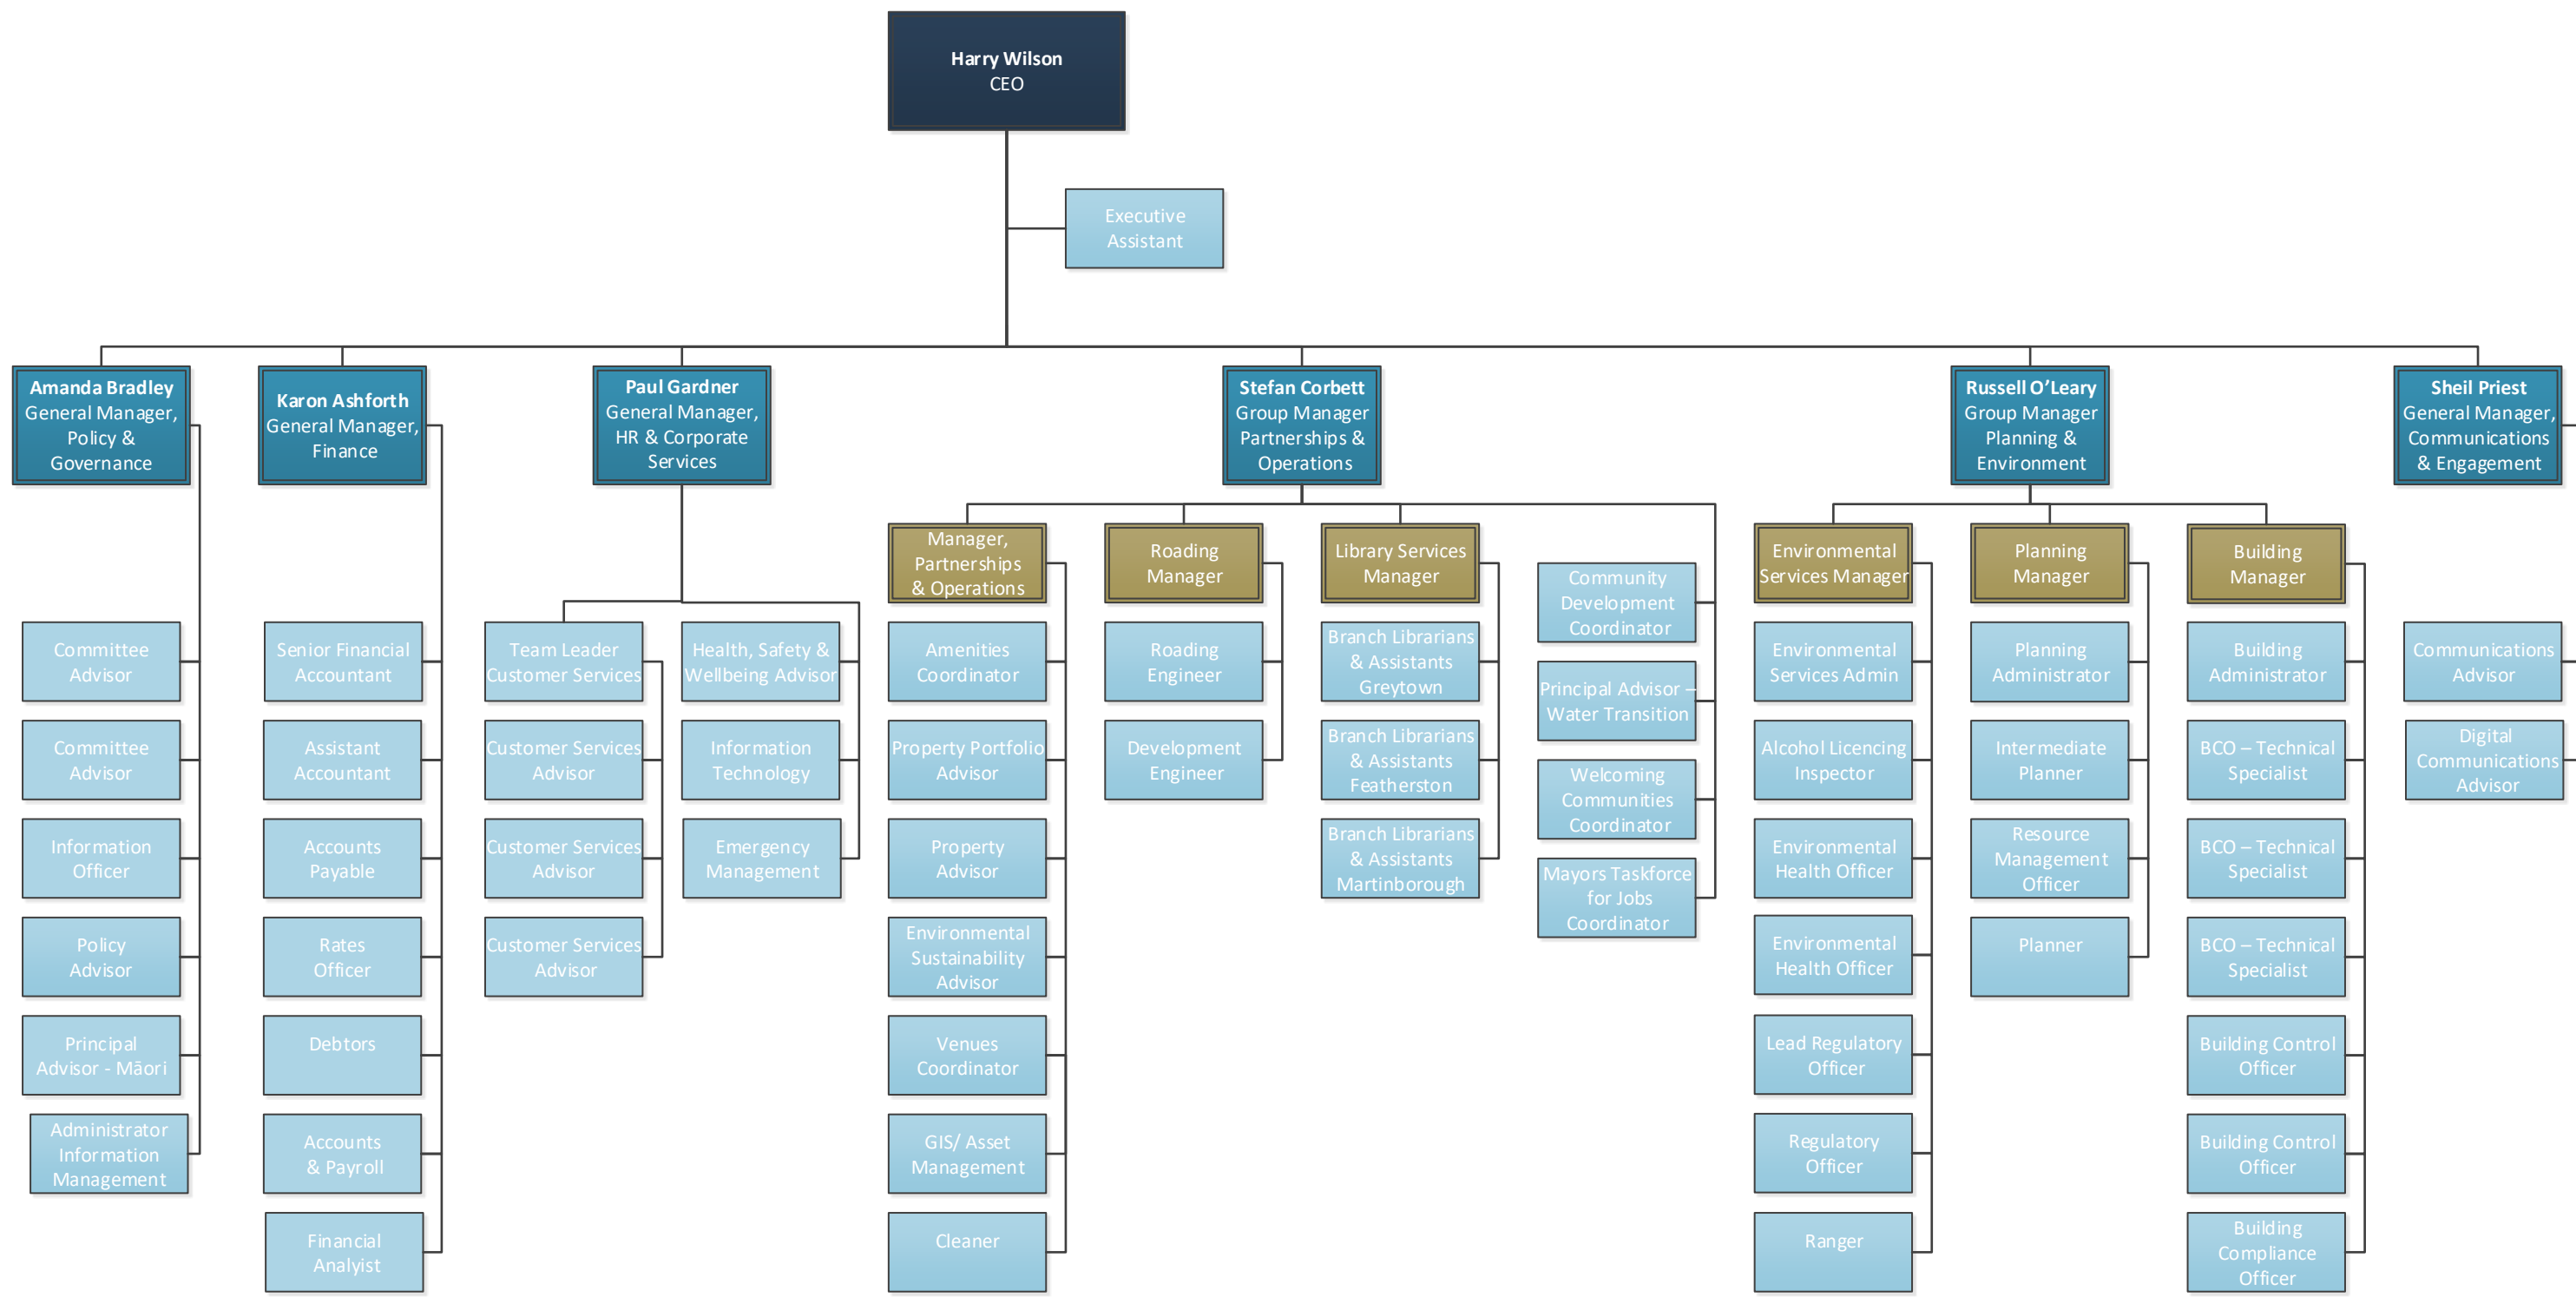 Harry Wilson
CEO
Executive
Assistant
Amanda Bradley
General Manager,
Policy &
Governance
Karon Ashforth
General Manager,
Finance
Paul Gardner
General Manager,
HR & Corporate
Services
Stefan Corbett
Group Manager
Partnerships &
Operations
Russell O’Leary
Group Manager
Planning &
Environment
Sheil Priest
General Manager,
Communications
& Engagement
Committee
Advisor
Committee
Advisor
Information
Officer
Policy
Advisor
Principal
Advisor - Māori
Administrator
Information
Management
Senior Financial
Accountant
Assistant
Accountant
Accounts
Payable
Rates
Officer
Debtors
Accounts
& Payroll
Financial
Analyist
Team Leader
Customer Services
Customer Services
Advisor
Customer Services
Advisor
Customer Services
Advisor
Health, Safety &
Wellbeing Advisor
Information
Technology
Emergency
Management
Manager,
Partnerships
& Operations
Amenities
Coordinator
Property Portfolio
Advisor
Property
Advisor
Environmental
Sustainability
Advisor
Venues
Coordinator
GIS/ Asset
Management
Cleaner
Roading
Manager
Roading
Engineer
Development
Engineer
Library Services
Manager
Branch Librarians
& Assistants
Greytown
Branch Librarians
& Assistants
Featherston
Branch Librarians
& Assistants
Martinborough
Community
Development
Coordinator
Principal Advisor –
Water Transition
Welcoming
Communities
Coordinator
Mayors Taskforce
for Jobs
Coordinator
Environmental
Services Manager
Environmental
Services Admin
Alcohol Licencing
Inspector
Environmental
Health Officer
Environmental
Health Officer
Lead Regulatory
Officer
Regulatory
Officer
Ranger
Planning
Manager
Planning
Administrator
Intermediate
Planner
Resource
Management
Officer
Planner
Building
Manager
Building
Administrator
BCO – Technical
Specialist
BCO – Technical
Specialist
BCO – Technical
Specialist
Building Control
Officer
Building Control
Officer
Building
Compliance
Officer
Communications
Advisor
Digital
Communications
Advisor